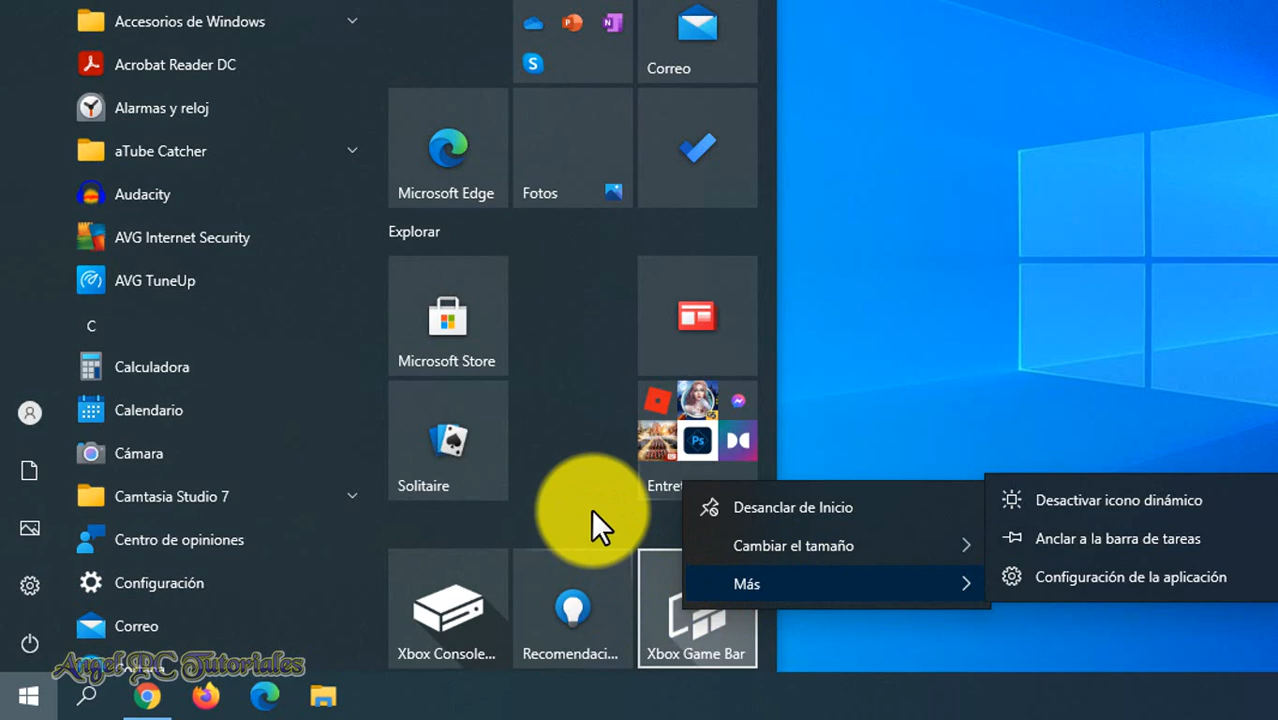 Accesorios de Windows
Acrobat Reader DC
Alarmas y reloj
aTube Catcher
Audacity
AVG Internet Security
AVG TuneUp
C
Calculadora
Calendario
Cámara
Camtasia Studio 7
Centro de opiniones
Configuración
Correo
Angel PC Tutoriales
Correo
Microsoft Edge
Fotos
Explorar
Microsoft Store
Solitaire
Ps
Xbox Console...
Recomendaci...
Xbox Game Bar
Desanclar de Inicio
Cambiar el tamaño
Más
Desactivar icono dinámico
Anclar a la barra de tareas
Configuración de la aplicación